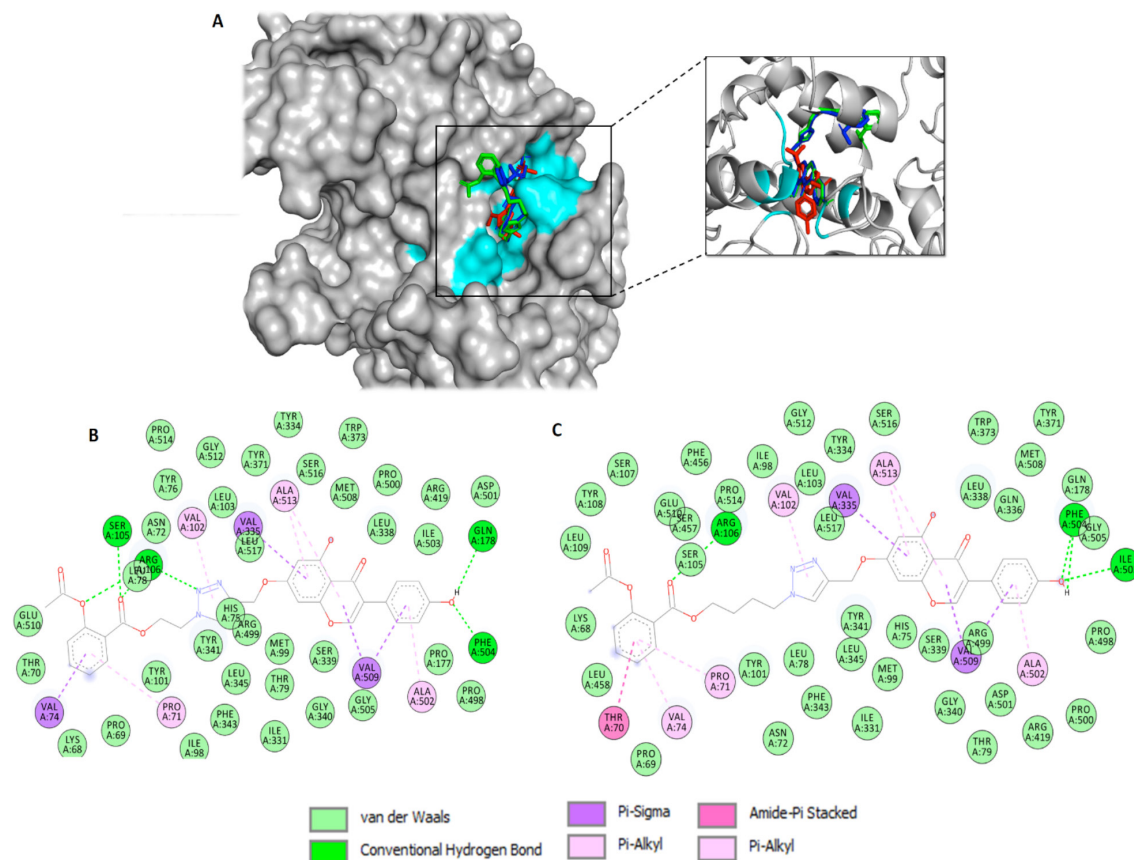 A
B
PRO
A:514
GLY
A:512
TYR
A:334
TYR
A:371
TRP
A:373
TYR
A:76
LEU
A:103
SER
A:516
ALA
A:513
MET
A:508
PRO
A:500
ARG
A:419
ASP
A:501
SER
A:105
ASN
A:72
VAL
A:102
VAL
A:335
LEU
A:517
LEU
A:338
ILE
A:503
GLN
A:178
ARG
A:106
LEU
A:78
O
N
GLU
A:510
HIS
A:75
ARG
A:499
TYR
A:341
MET
A:99
SER
A:339
VAL
A:509
PRO
A:177
PHE
A:504
H
THR
A:70
VAL
A:74
TYR
A:101
PRO
A:71
LEU
A:345
THR
A:79
GLY
A:505
ALA
A:502
PRO
A:498
LYS
A:68
PRO
A:69
ILE
A:98
PHE
A:343
ILE
A:331
GLY
A:340
C
GLY
A:512
SER
A:516
TYR
A:371
TRP
A:373
SER
A:107
PHE
A:456
ILE
A:98
TYR
A:334
ALA
A:513
MET
A:508
TYR
A:108
PRO
A:514
LEU
A:103
VAL
A:102
VAL
A:335
LEU
A:338
GLN
A:336
GLN
A:178
GLU
A:510
SER
A:457
ARG
A:106
LEU
A:517
PHE
A:504
GLY
A:505
LEU
A:109
SER
A:105
ILE
LYS
A:68
TYR
A:341
HIS
A:75
SER
A:339
ARG
A:499
VAL
A:509
PRO
A:498
LEU
A:458
PRO
A:71
TYR
A:101
LEU
A:78
LEU
A:345
MET
A:99
ALA
A:502
THR
A:70
VAL
A:74
PHE
A:343
GLY
A:340
ASP
A:501
PRO
A:500
PRO
A:69
ASN
A:72
ILE
A:331
THR
A:79
ARG
A:419
van der Waals
Conventional Hydrogen Bond
Pi-Sigma
Pi-Alkyl
Amide-Pi Stacked
Pi-Alkyl